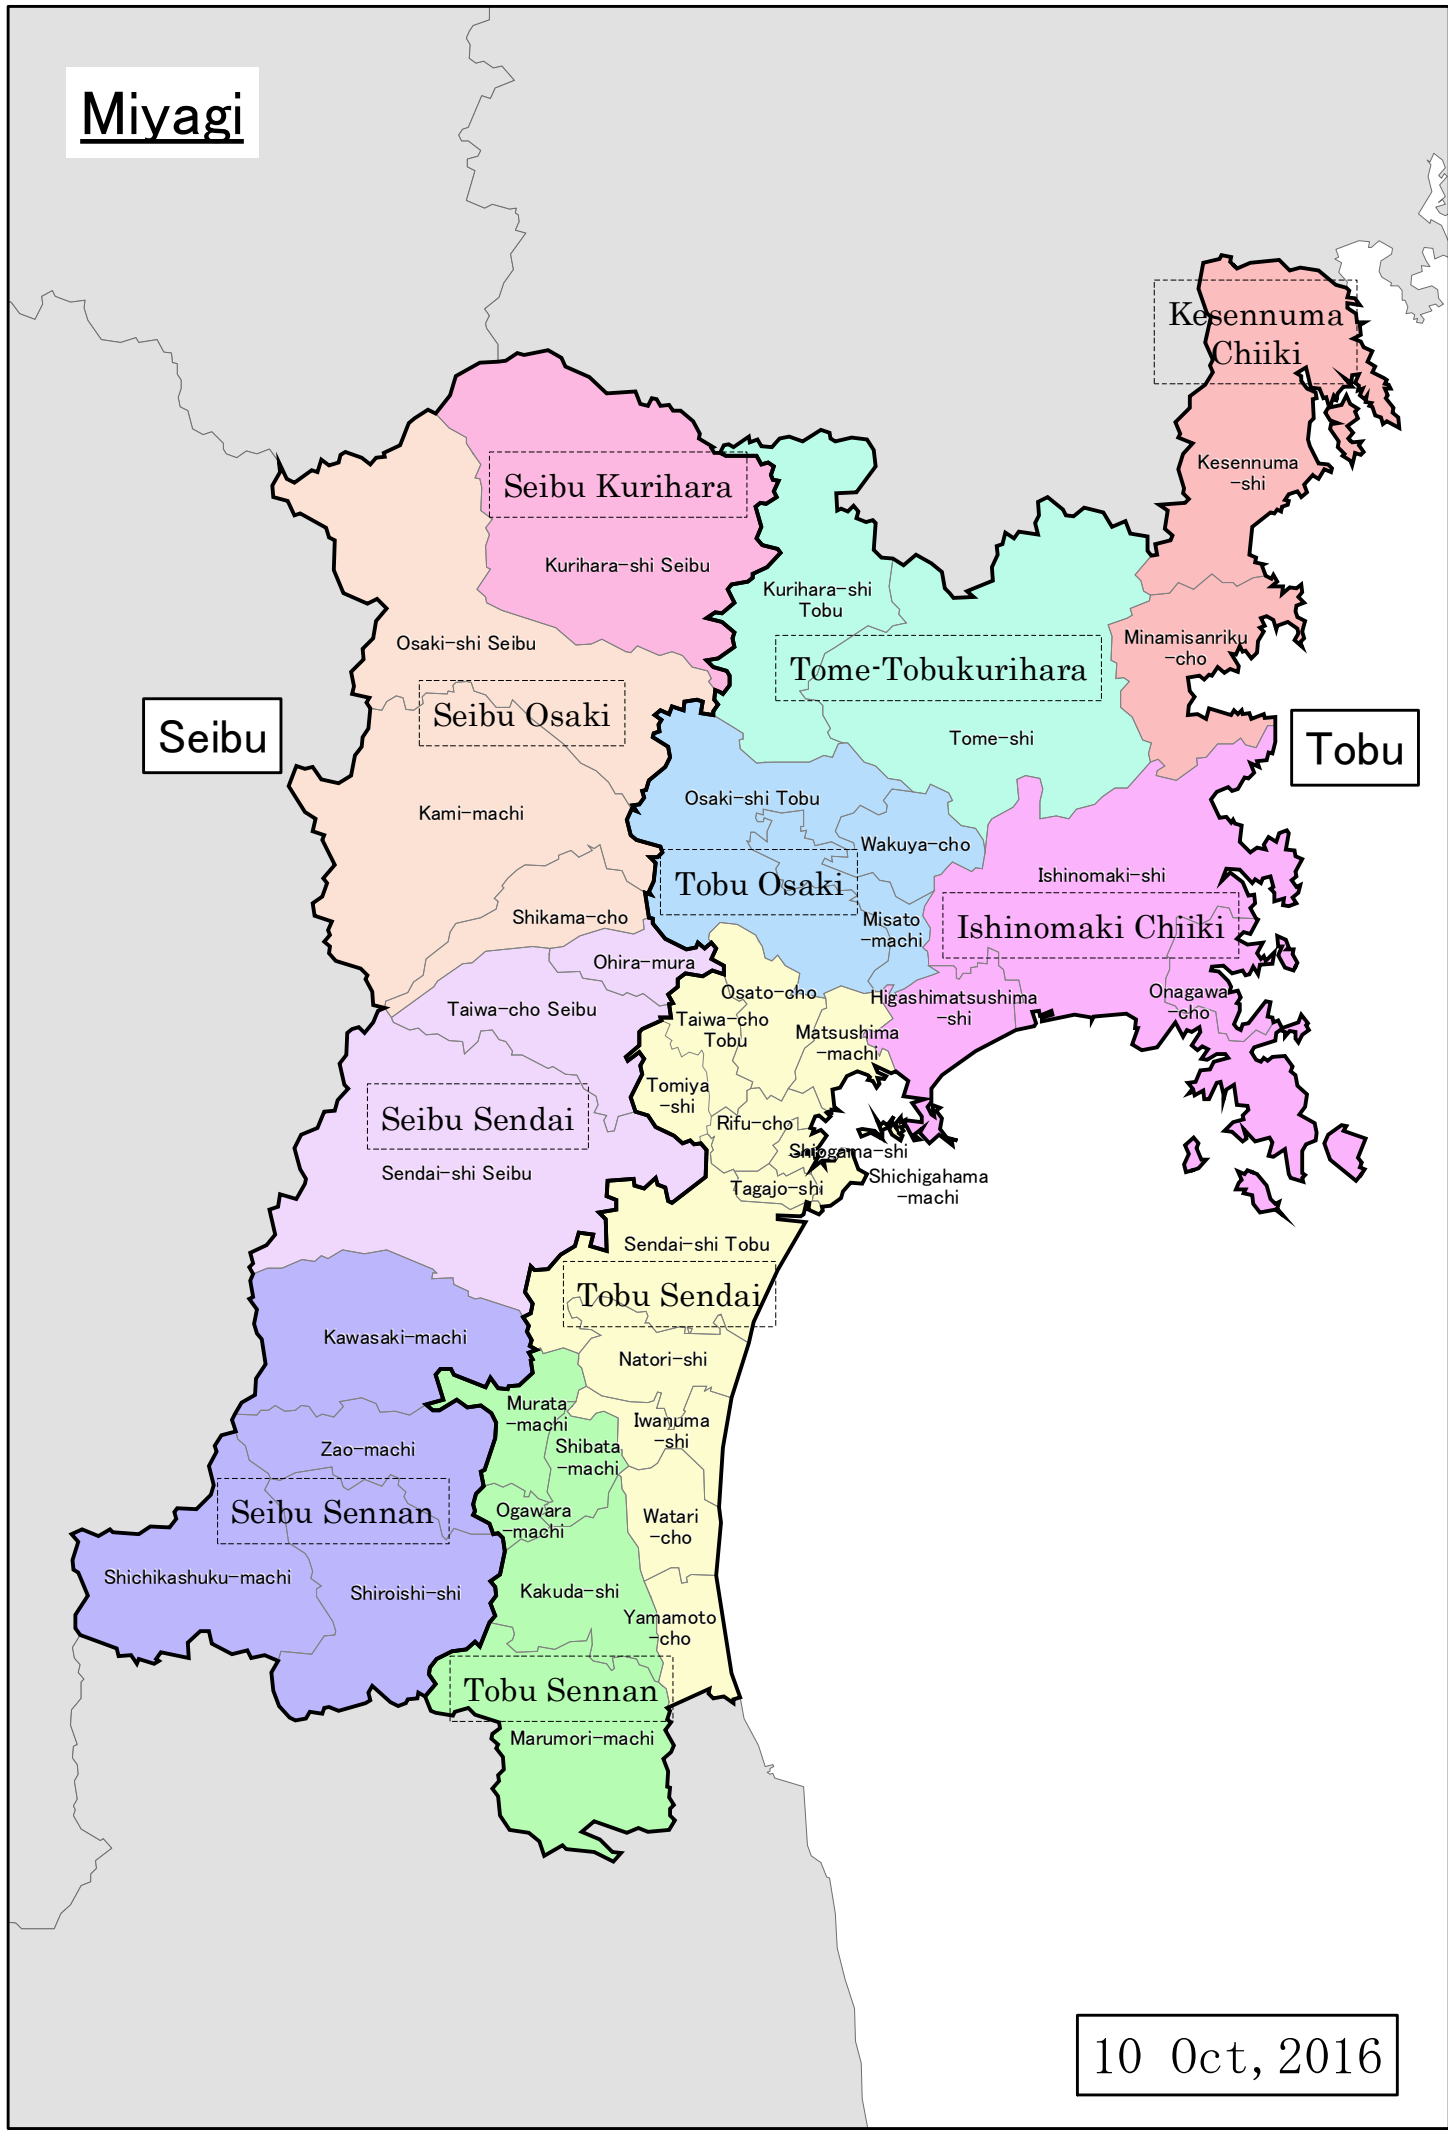 Miyagi
Kesennuma
Chiiki
Kesennuma
-shi
Seibu Kurihara
Kurihara-shi Seibu
Kurihara-shi
Tobu
Osaki-shi Seibu
Minamisanriku
-cho
Tome-Tobukurihara
Seibu Osaki
Seibu
Tome-shi
Tobu
Osaki-shi Tobu
Kami-machi
Wakuya-cho
Ishinomaki-shi
Tobu Osaki
Shikama-cho
Misato
-machi
Ishinomaki Chiiki
Ohira-mura
Osato-cho
Higashimatsushima
-shi
Onagawa
-cho
Taiwa-cho Seibu
Taiwa-cho
Tobu
Matsushima
-machi
Tomiya
-shi
Seibu Sendai
Rifu-cho
Shiogama-shi
Sendai-shi Seibu
Shichigahama
-machi
Tagajo-shi
Sendai-shi Tobu
Tobu Sendai
Kawasaki-machi
Natori-shi
Murata
-machi
Iwanuma
-shi
Zao-machi
Shibata
-machi
Seibu Sennan
Ogawara
-machi
Watari
-cho
Shichikashuku-machi
Shiroishi-shi
Kakuda-shi
Yamamoto
-cho
Tobu Sennan
Marumori-machi
10 Oct, 2016